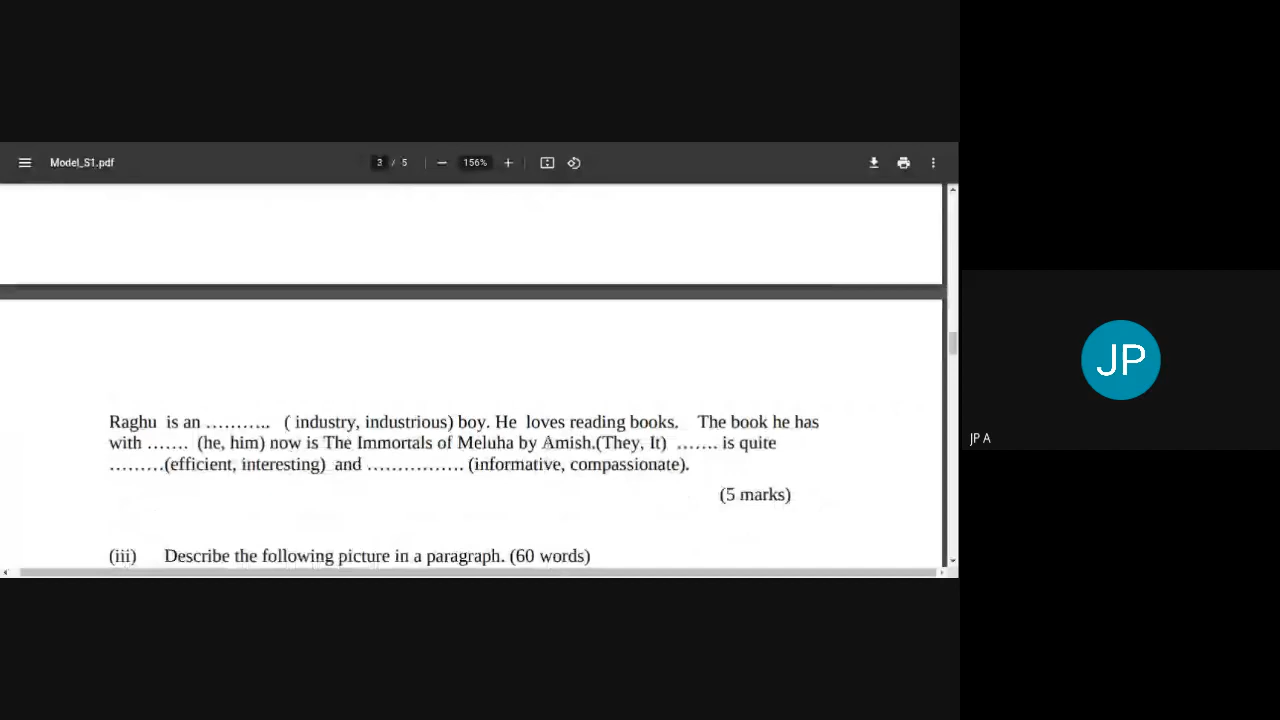 Model_S1.pdf
3 / 5
156%
Raghu is an ……….. ( industry, industrious) boy. He loves reading books. The book he has
with ……. (he, him) now is The Immortals of Meluha by Amish.(They, It) ……. is quite
………(efficient, interesting) and ……………. (informative, compassionate).
(5 marks)
(iii) Describe the following picture in a paragraph. (60 words)
JP
JP A